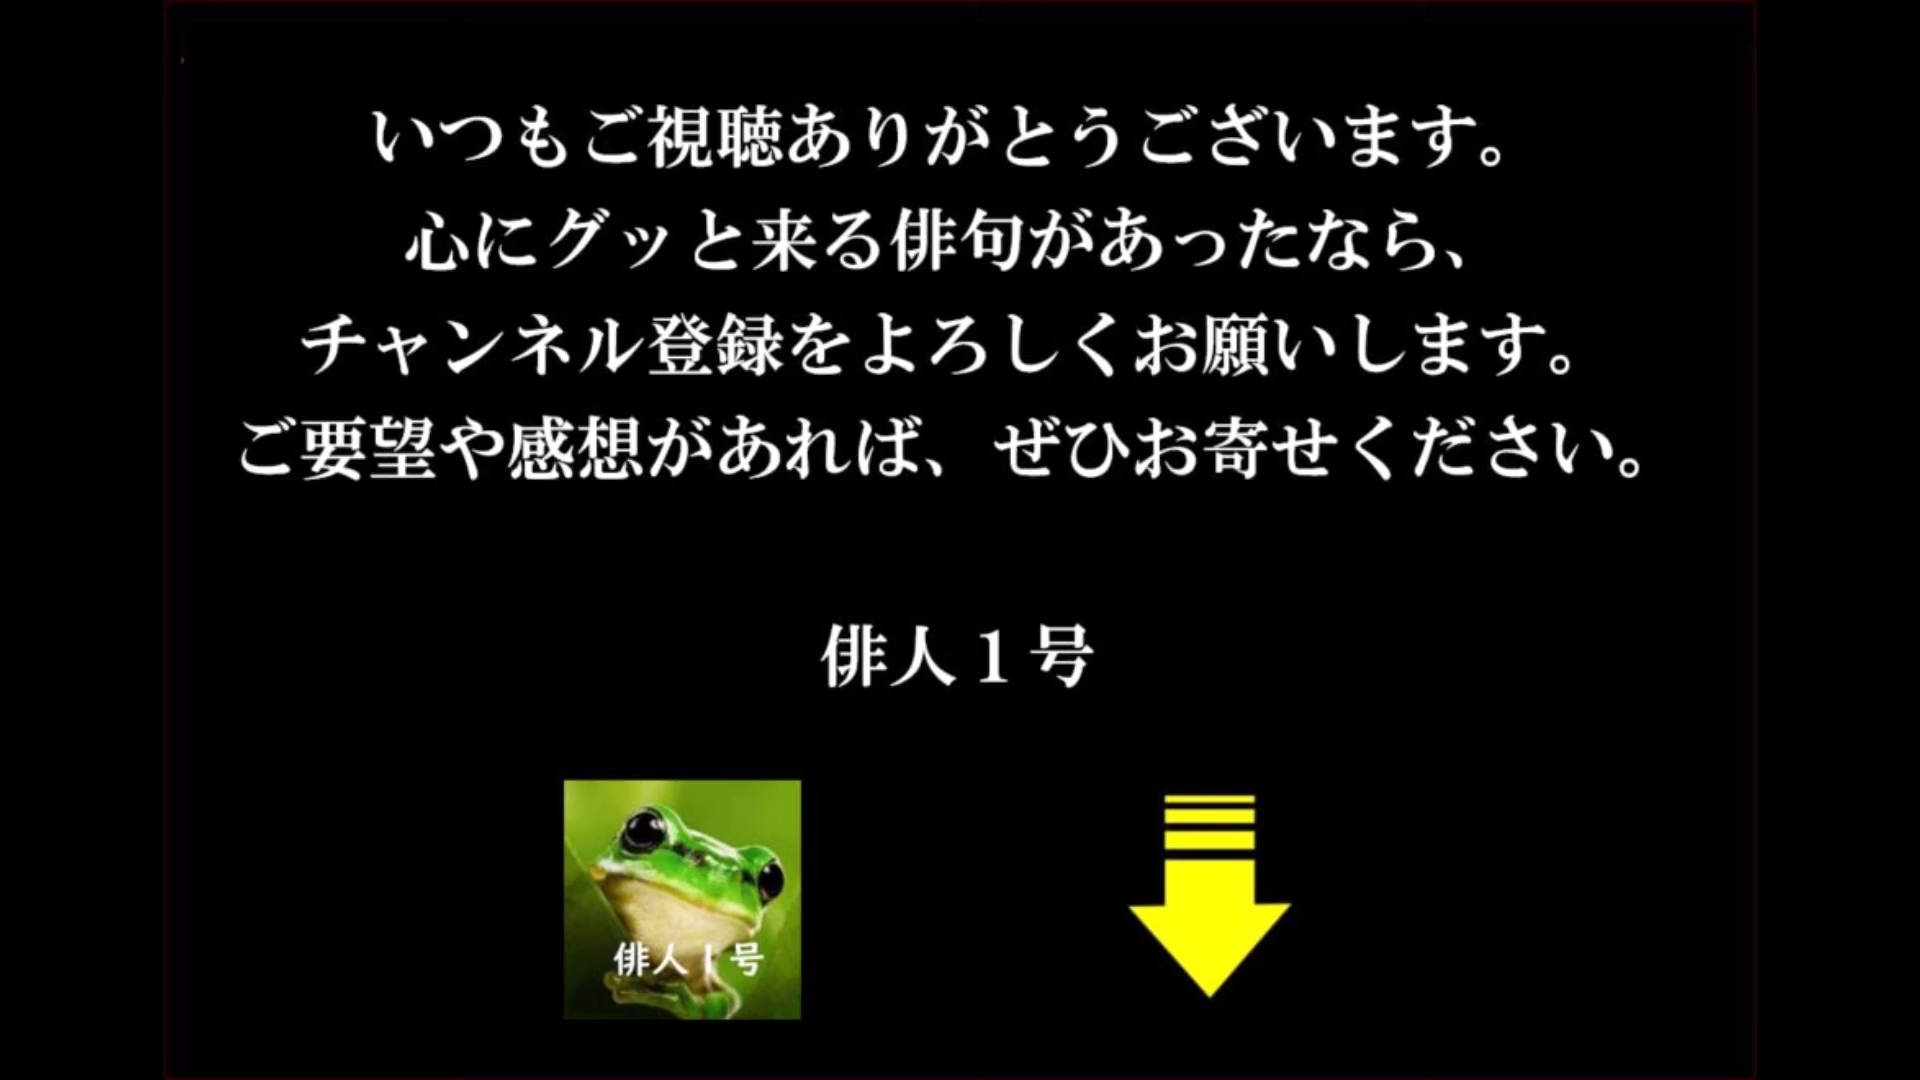 いつもご視聴ありがとうございます。
心にグッと来る俳句があったなら、
チャンネル登録をよろしくお願いします。
ご要望や感想があれば、ぜひお寄せください。
俳人１号
俳人１号